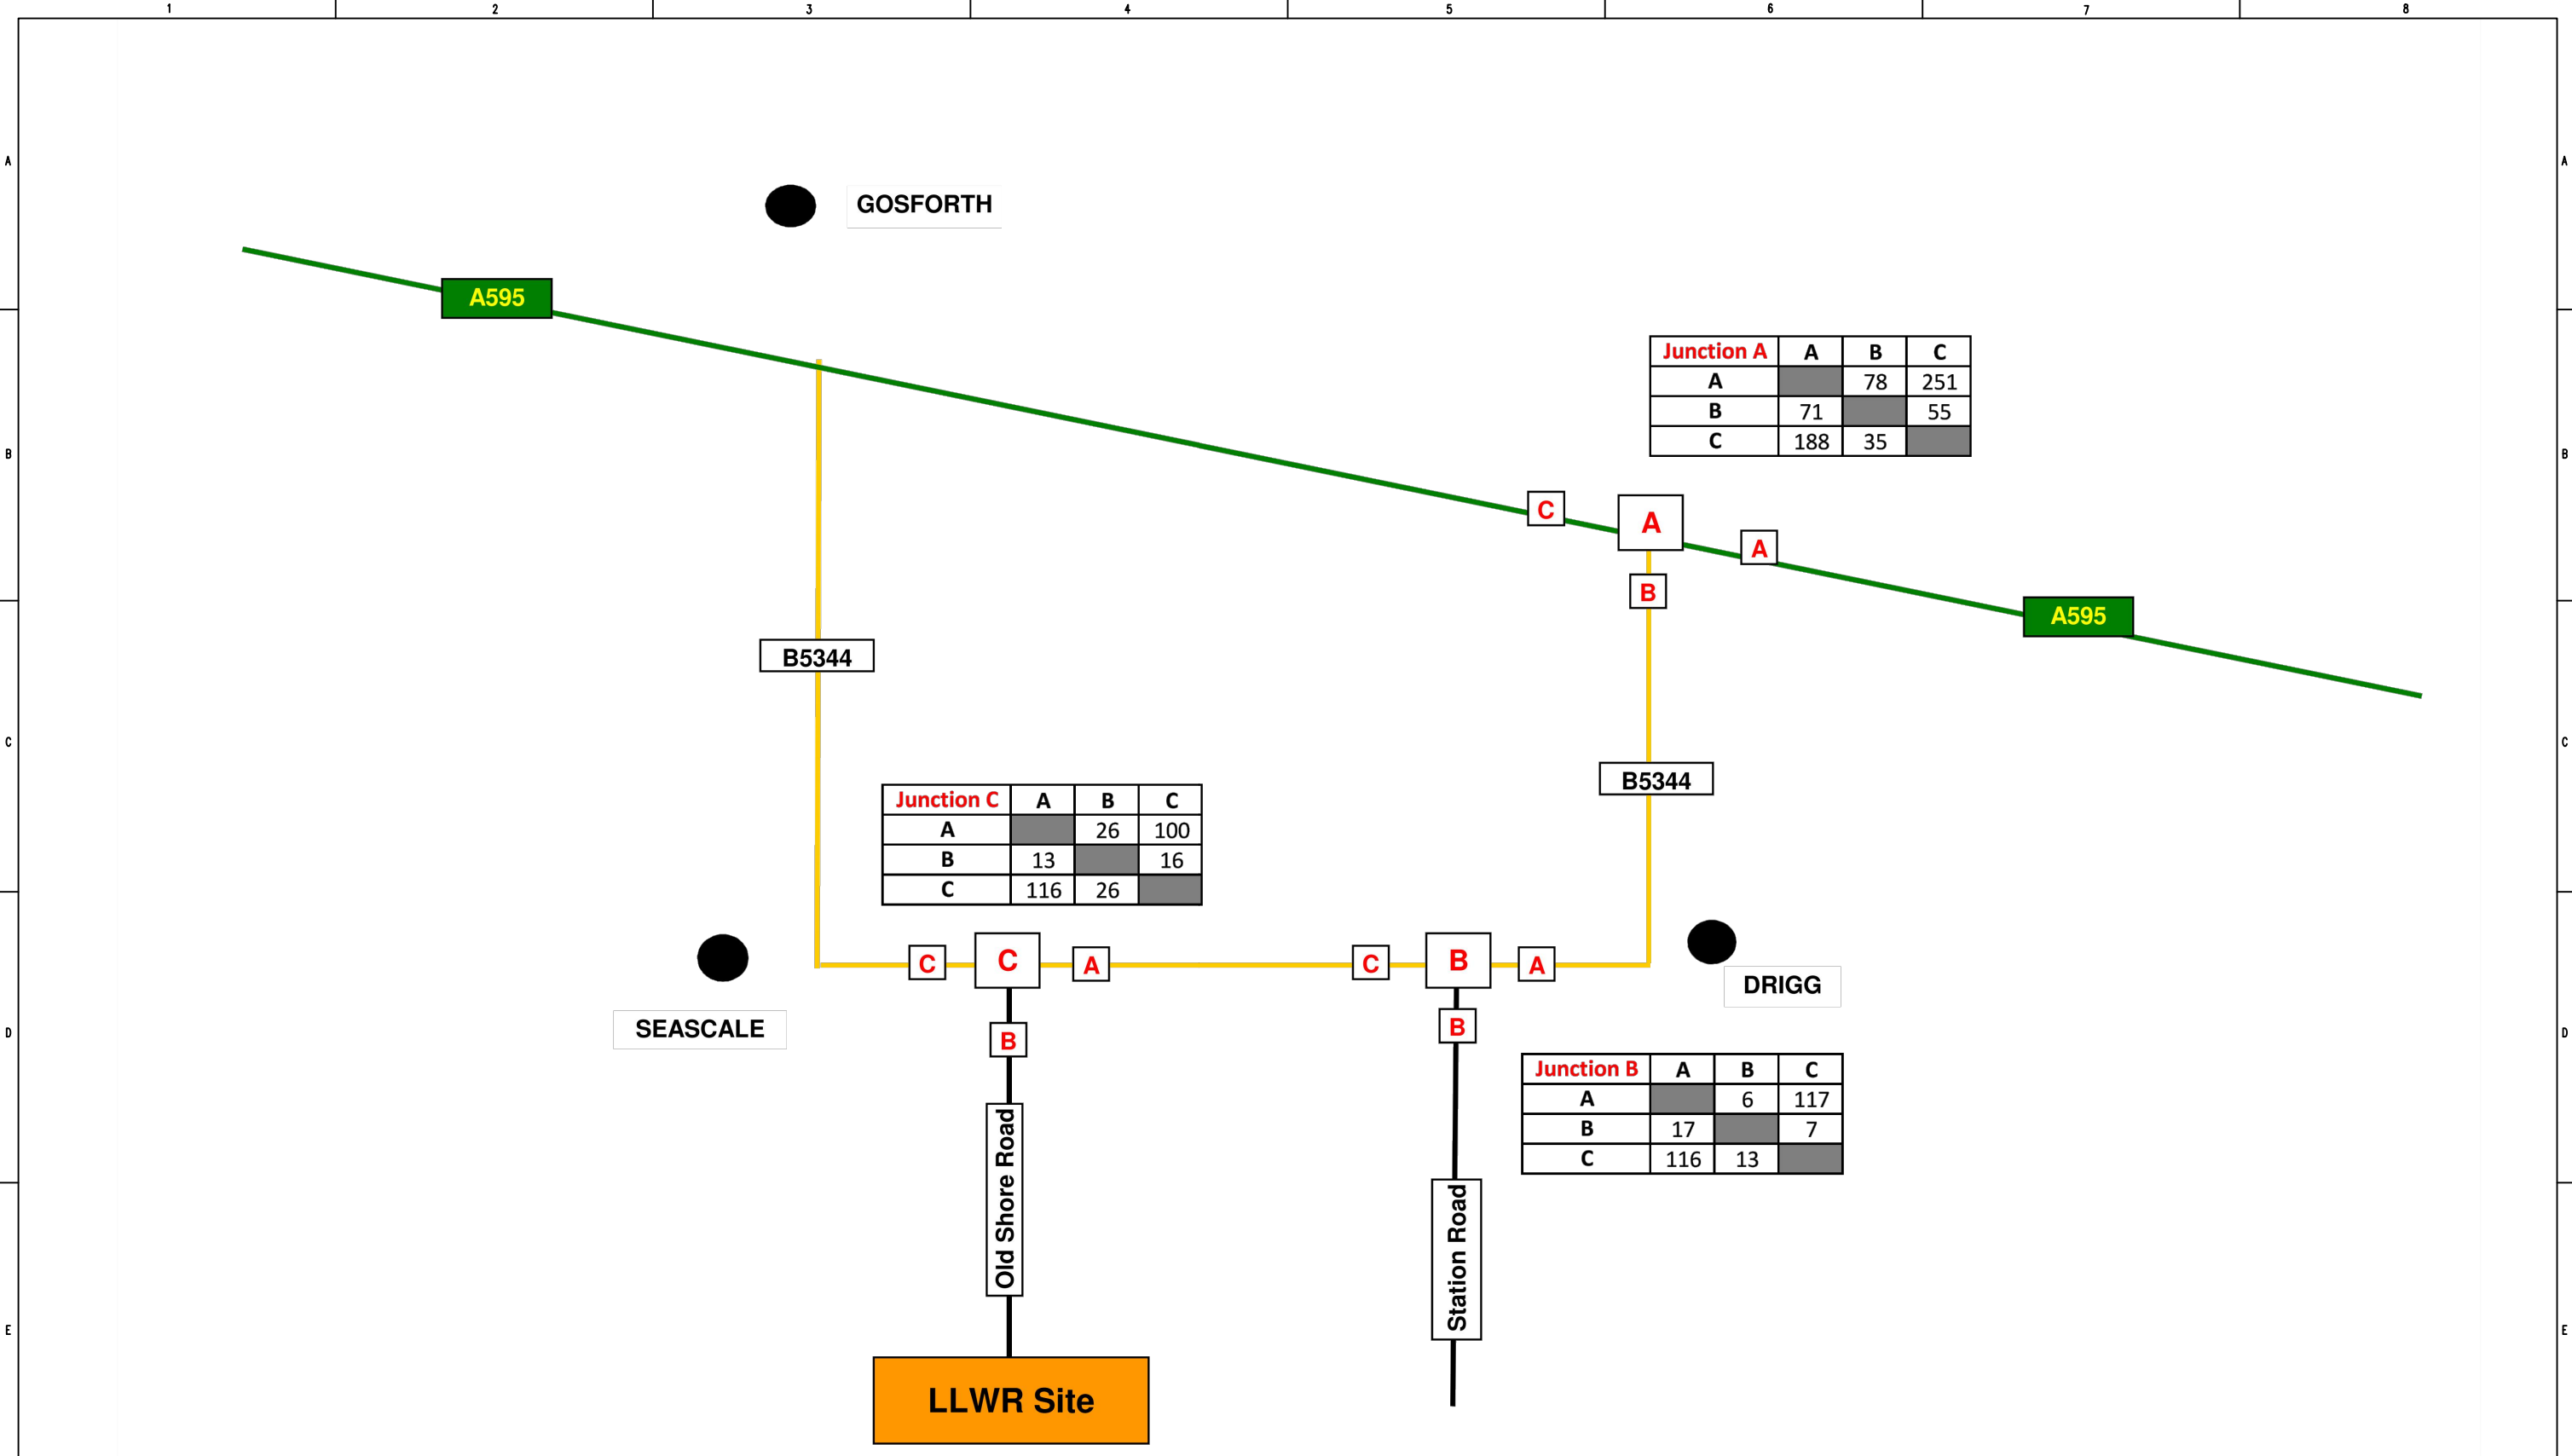 1 2 3 4 5 6 7 8
A A
GOSFORTH
A595
Junction A A B C
A 78 251
B 71 55
C 188 35
B B
C A A
B
A595
B5344
C C
B5344
Junction C A B C
A 26 100
B 13 16
C 116 26
C C A C B A
DRIGG
SEASCALE
B B
D D
Junction B A B C
A 6 117
B 17 7
C 116 13
Old Shore Road
Station Road
E E
LLWR Site